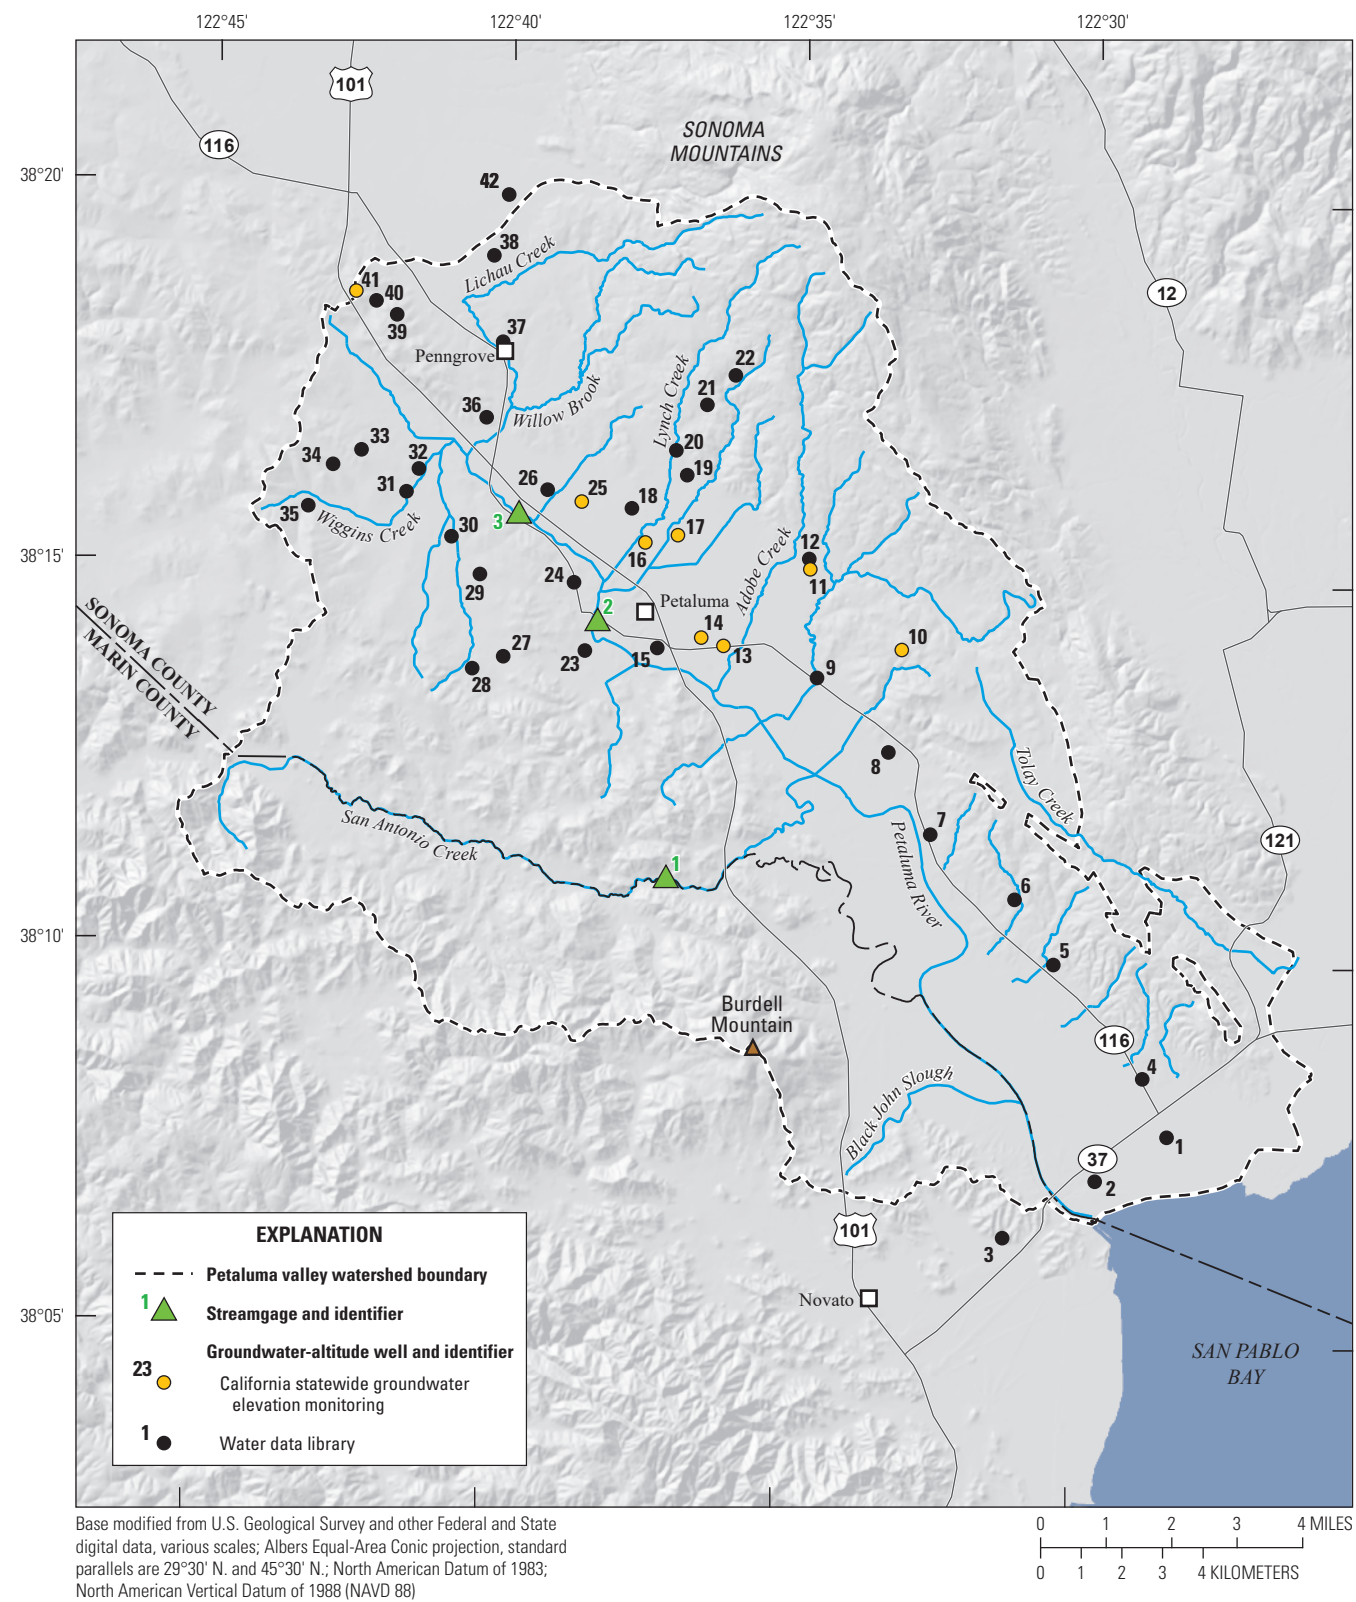 122°45' 122°40' 122°35' 122°30'
101
116
SONOMA
MOUNTAINS
38°20'
42
38
Lichau Creek
41
40
39
12
37
Penngrove
22
21
Lynch Creek
36
Willow Brook
33
34
32
20
19
31
26
25
18
35
Wiggins Creek
30
3
17
16
12
38°15'
11
Adobe Creek
24
29
2
Petaluma
SONOMA COUNTY
MARIN COUNTY
14
13
10
27
28
23
15
9
8
Tolay Creek
7
San Antonio Creek
121
1
Petaluma River
6
38°10'
5
Burdell
Mountain
116
4
Black John Slough
1
37
2
101
3
Novato
38°05'
SAN PABLO
BAY
EXPLANATION
Petaluma valley watershed boundary
1
Streamgage and identifier
Groundwater-altitude well and identifier
23
California statewide groundwater
elevation monitoring
1
Water data library
Base modified from U.S. Geological Survey and other Federal and State
digital data, various scales; Albers Equal-Area Conic projection, standard
parallels are 29°30' N. and 45°30' N.; North American Datum of 1983;
North American Vertical Datum of 1988 (NAVD 88)
0 1 2 3 4 MILES
0 1 2 3 4 KILOMETERS